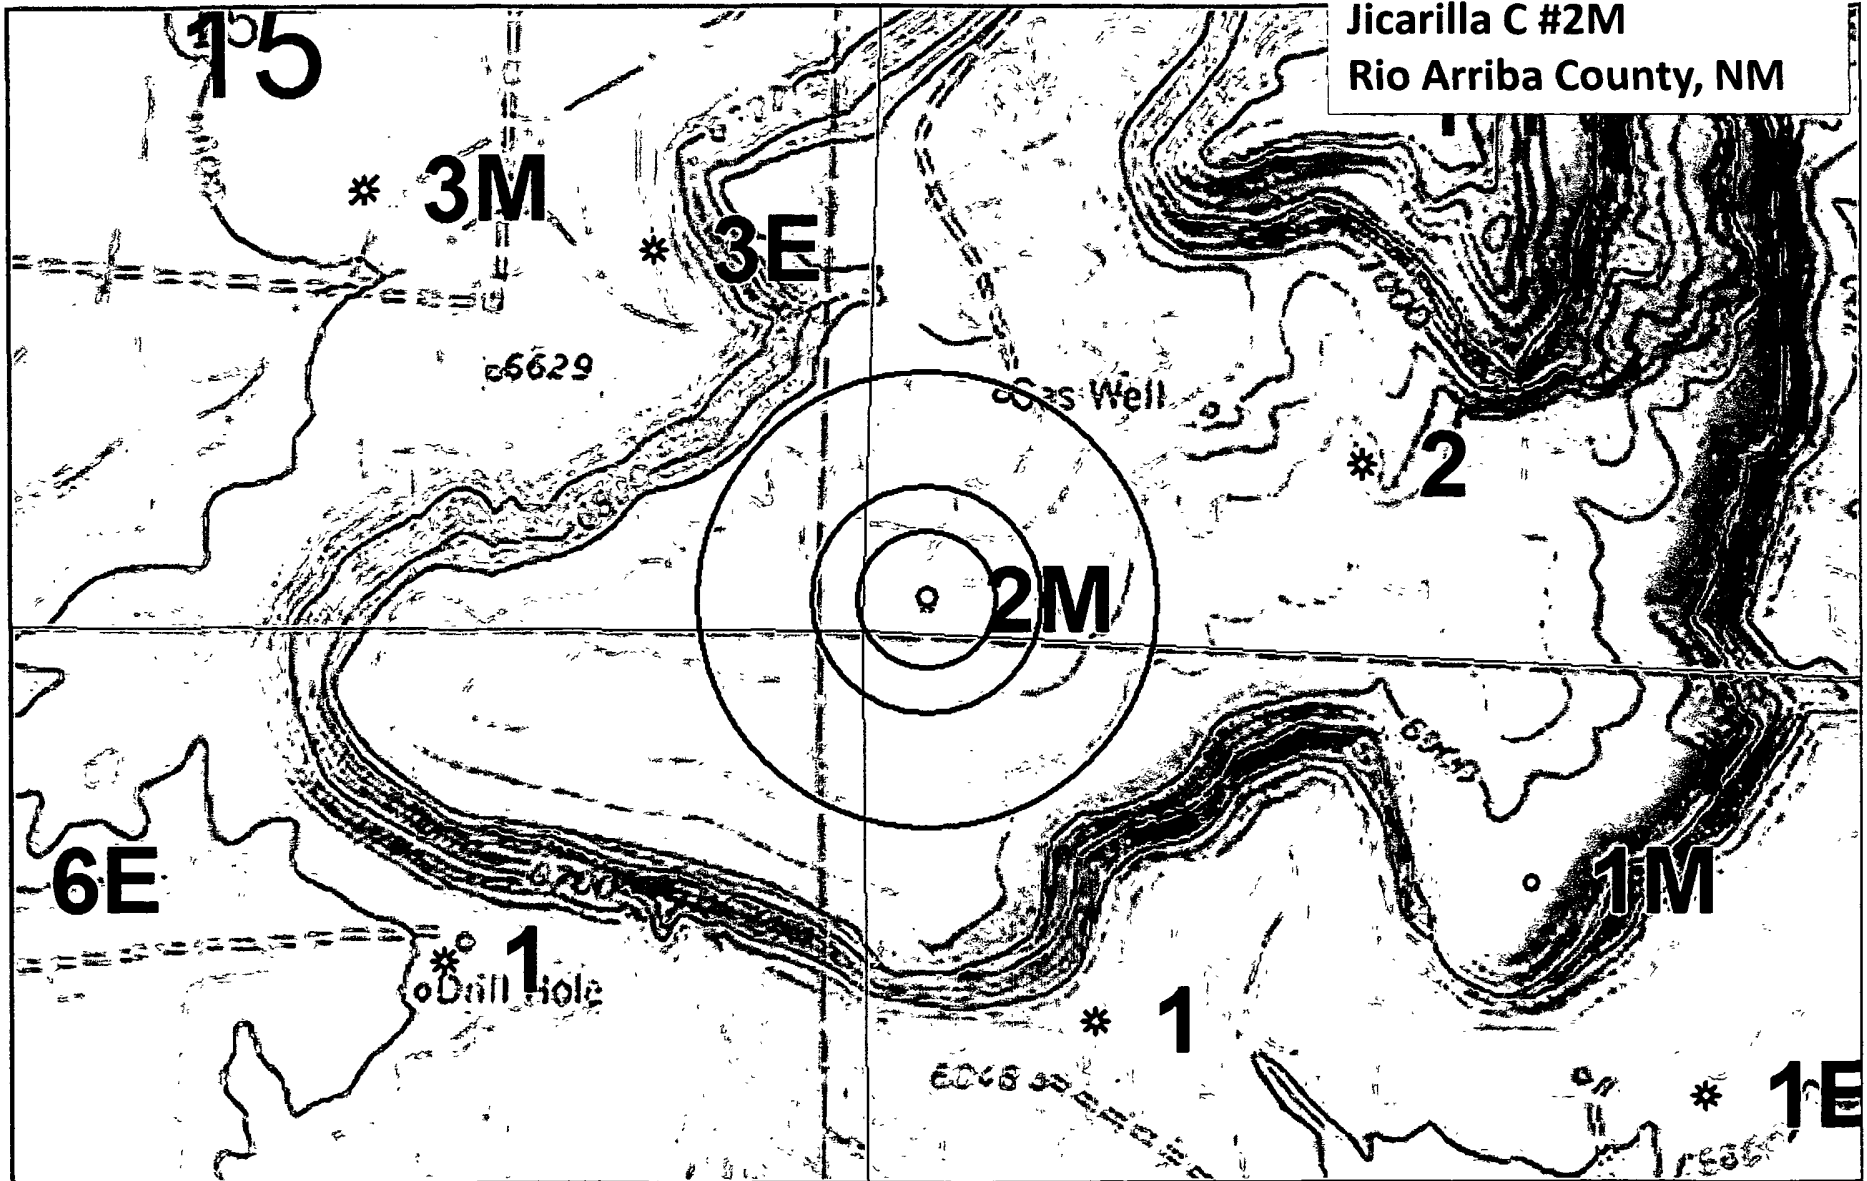 Jicarilla C #2M
Rio Arriba County, NM
15
3M
3E
7000
6629
Gas Well
2
2M
6900
6E
1M
1
Drill Hole
1
1E